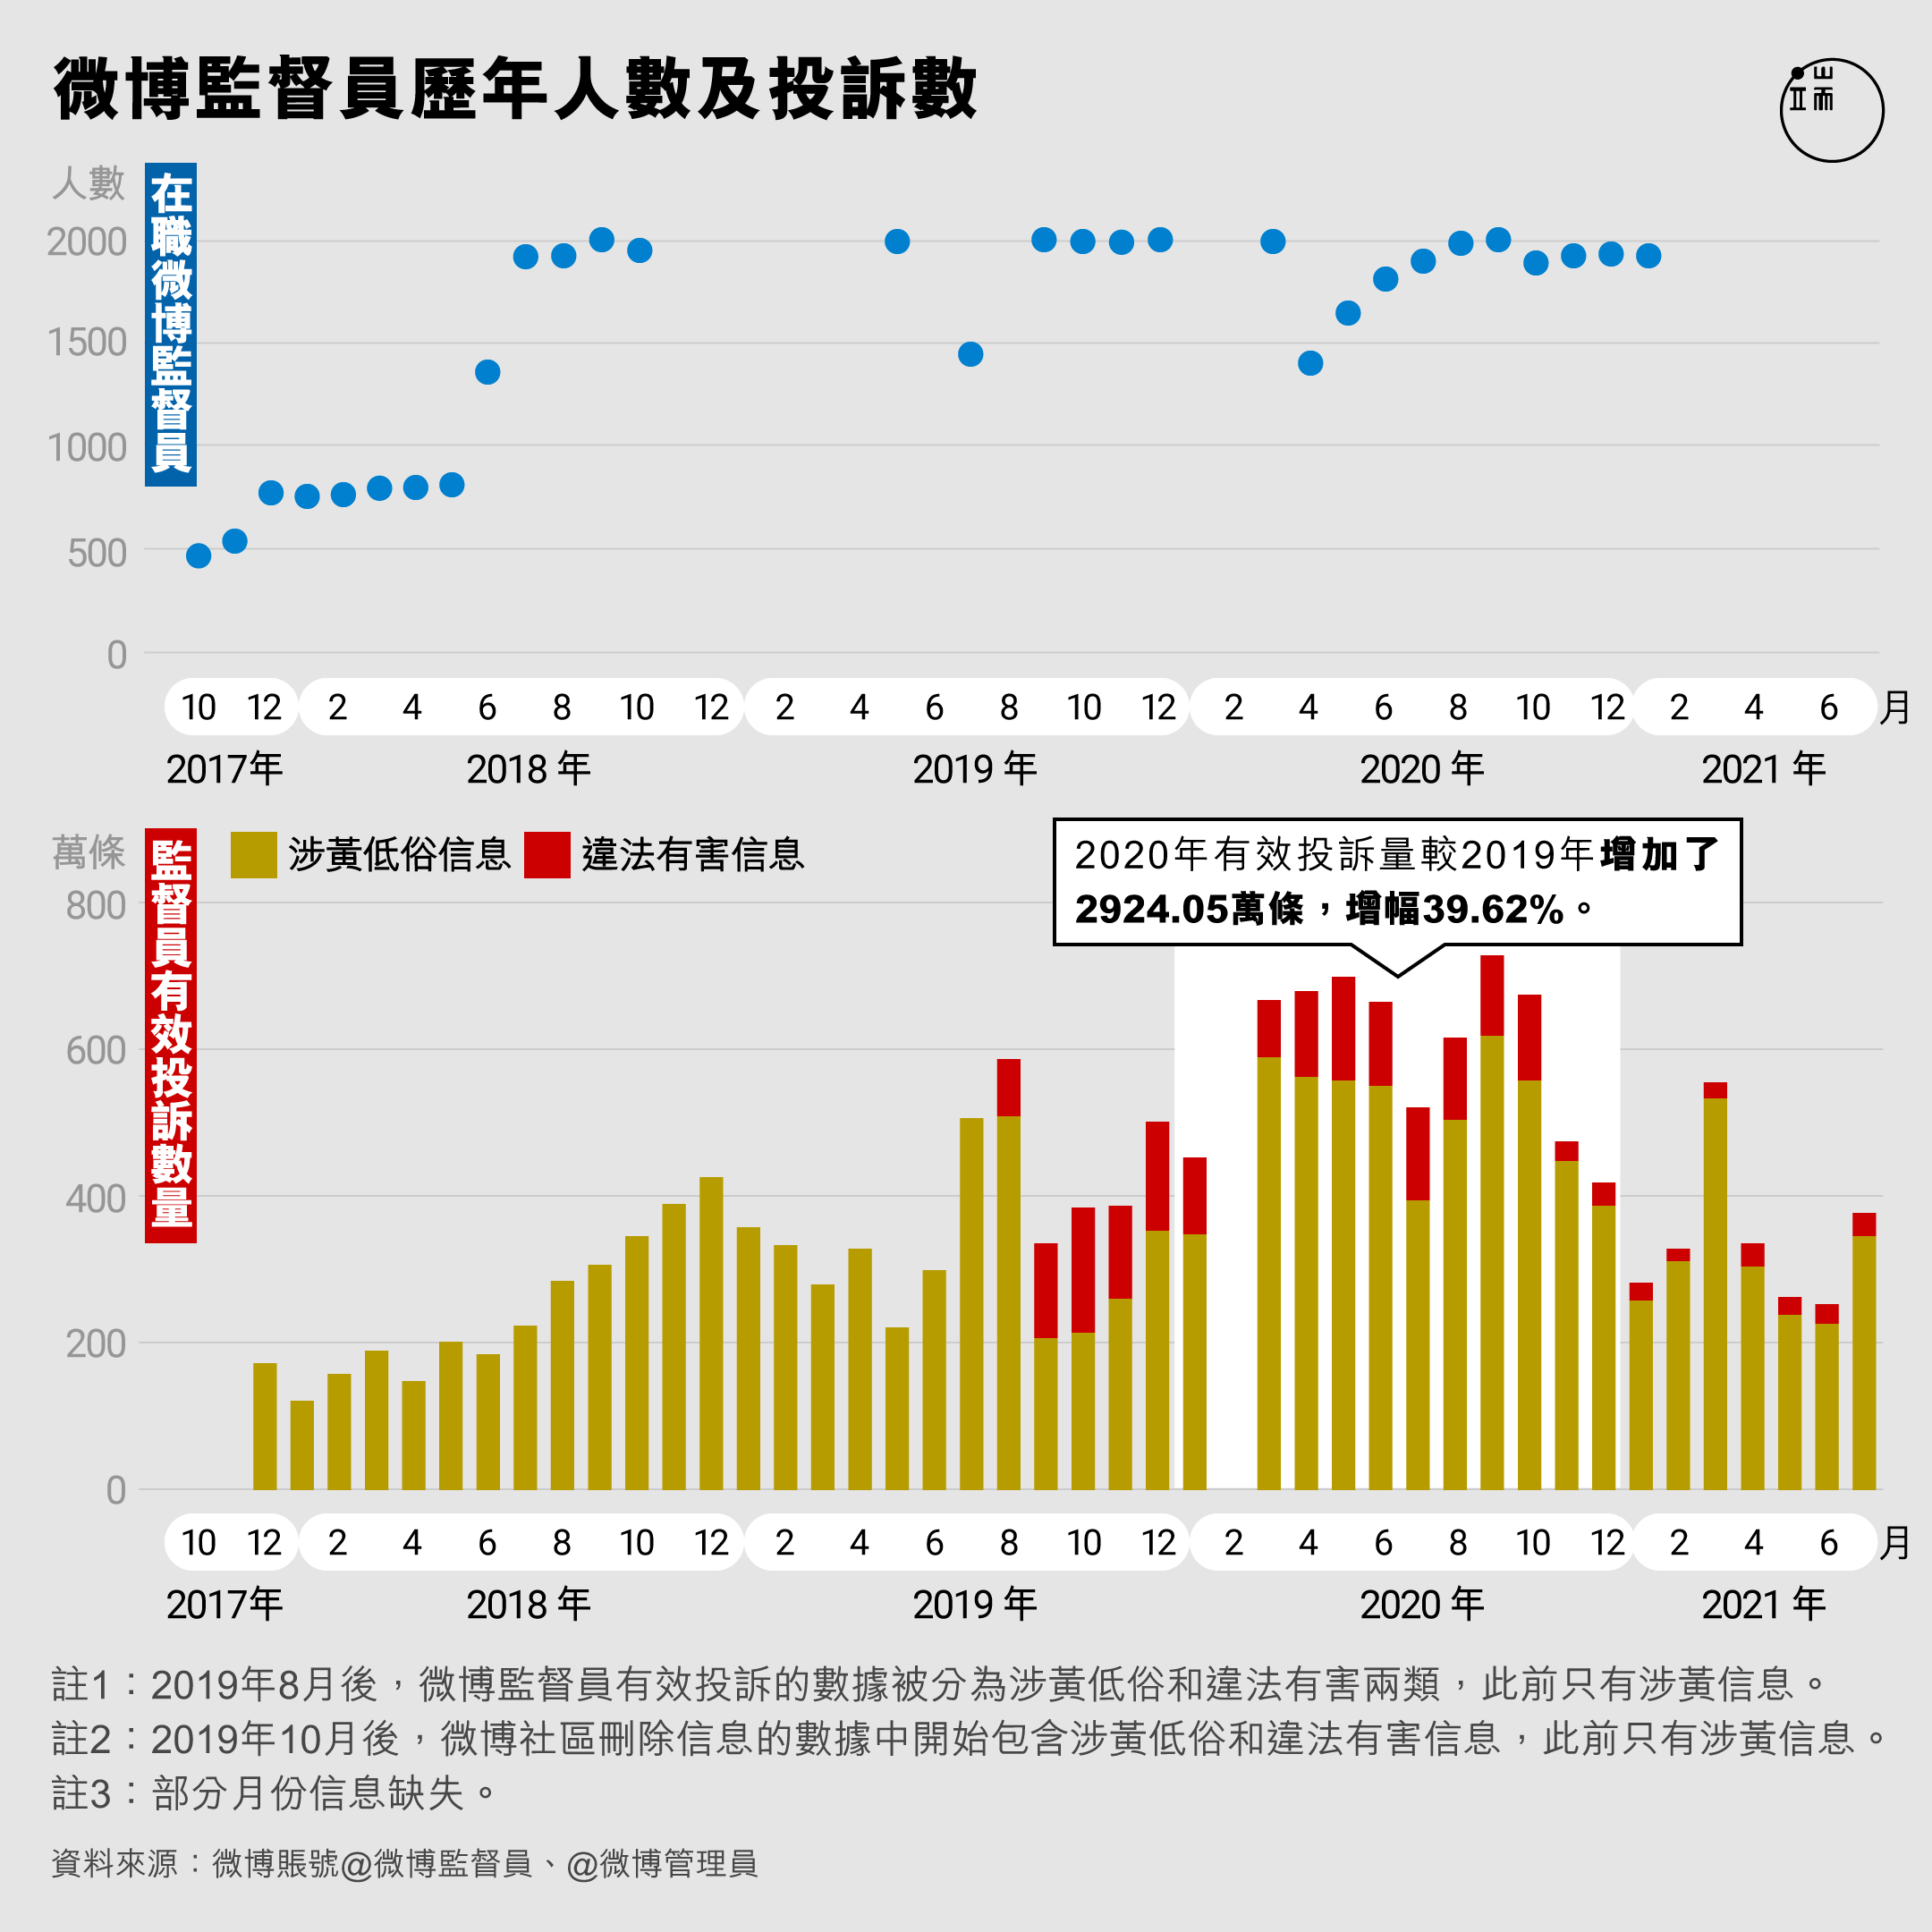 微博監督員歷年人數及投訴數
端
人數
在職微博監督員
2000
1500
1000
500
0
10 12 2 4 6 8 10 12 2 4 6 8 10 12 2 4 6 8 10 12 2 4 6 月
2017年 2018 年 2019 年 2020 年 2021 年
萬條
監督員有效投訴數量
涉黃低俗信息 違法有害信息
2020年有效投訴量較2019年增加了
2924.05萬條，增幅39.62%。
800
600
400
200
0
10 12 2 4 6 8 10 12 2 4 6 8 10 12 2 4 6 8 10 12 2 4 6 月
2017年 2018 年 2019 年 2020 年 2021 年
註1：2019年8月後，微博監督員有效投訴的數據被分為涉黃低俗和違法有害兩類，此前只有涉黃信息。
註2：2019年10月後，微博社區刪除信息的數據中開始包含涉黃低俗和違法有害信息，此前只有涉黃信息。
註3：部分月份信息缺失。
資料來源：微博賬號@微博監督員、@微博管理員